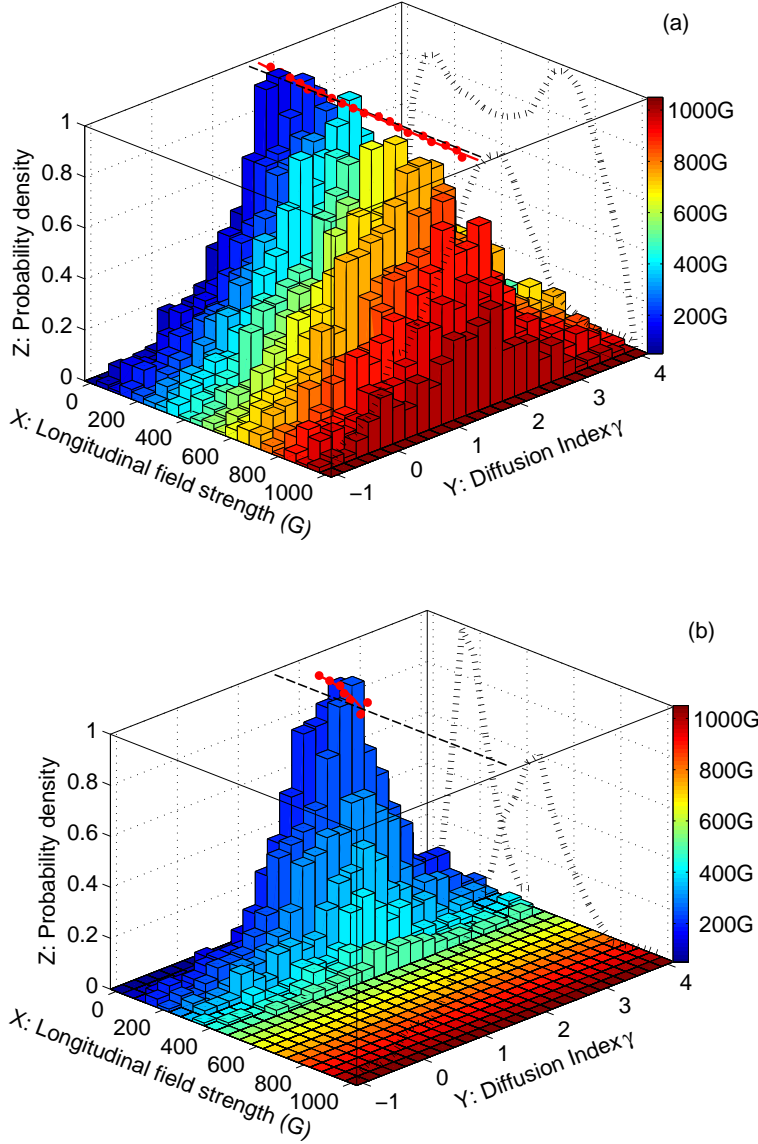 (a)
1
0.8
0.6
0.4
0.2
0
Z: Probability density
0
200
400
600
800
1000
X: Longitudinal field strength (G)
−1
0
1
2
3
4
Y: Diffusion Index γ
1000G
800G
600G
400G
200G
(b)
1
0.8
0.6
0.4
0.2
0
Z: Probability density
0
200
400
600
800
1000
X: Longitudinal field strength (G)
−1
0
1
2
3
4
Y: Diffusion Index γ
1000G
800G
600G
400G
200G